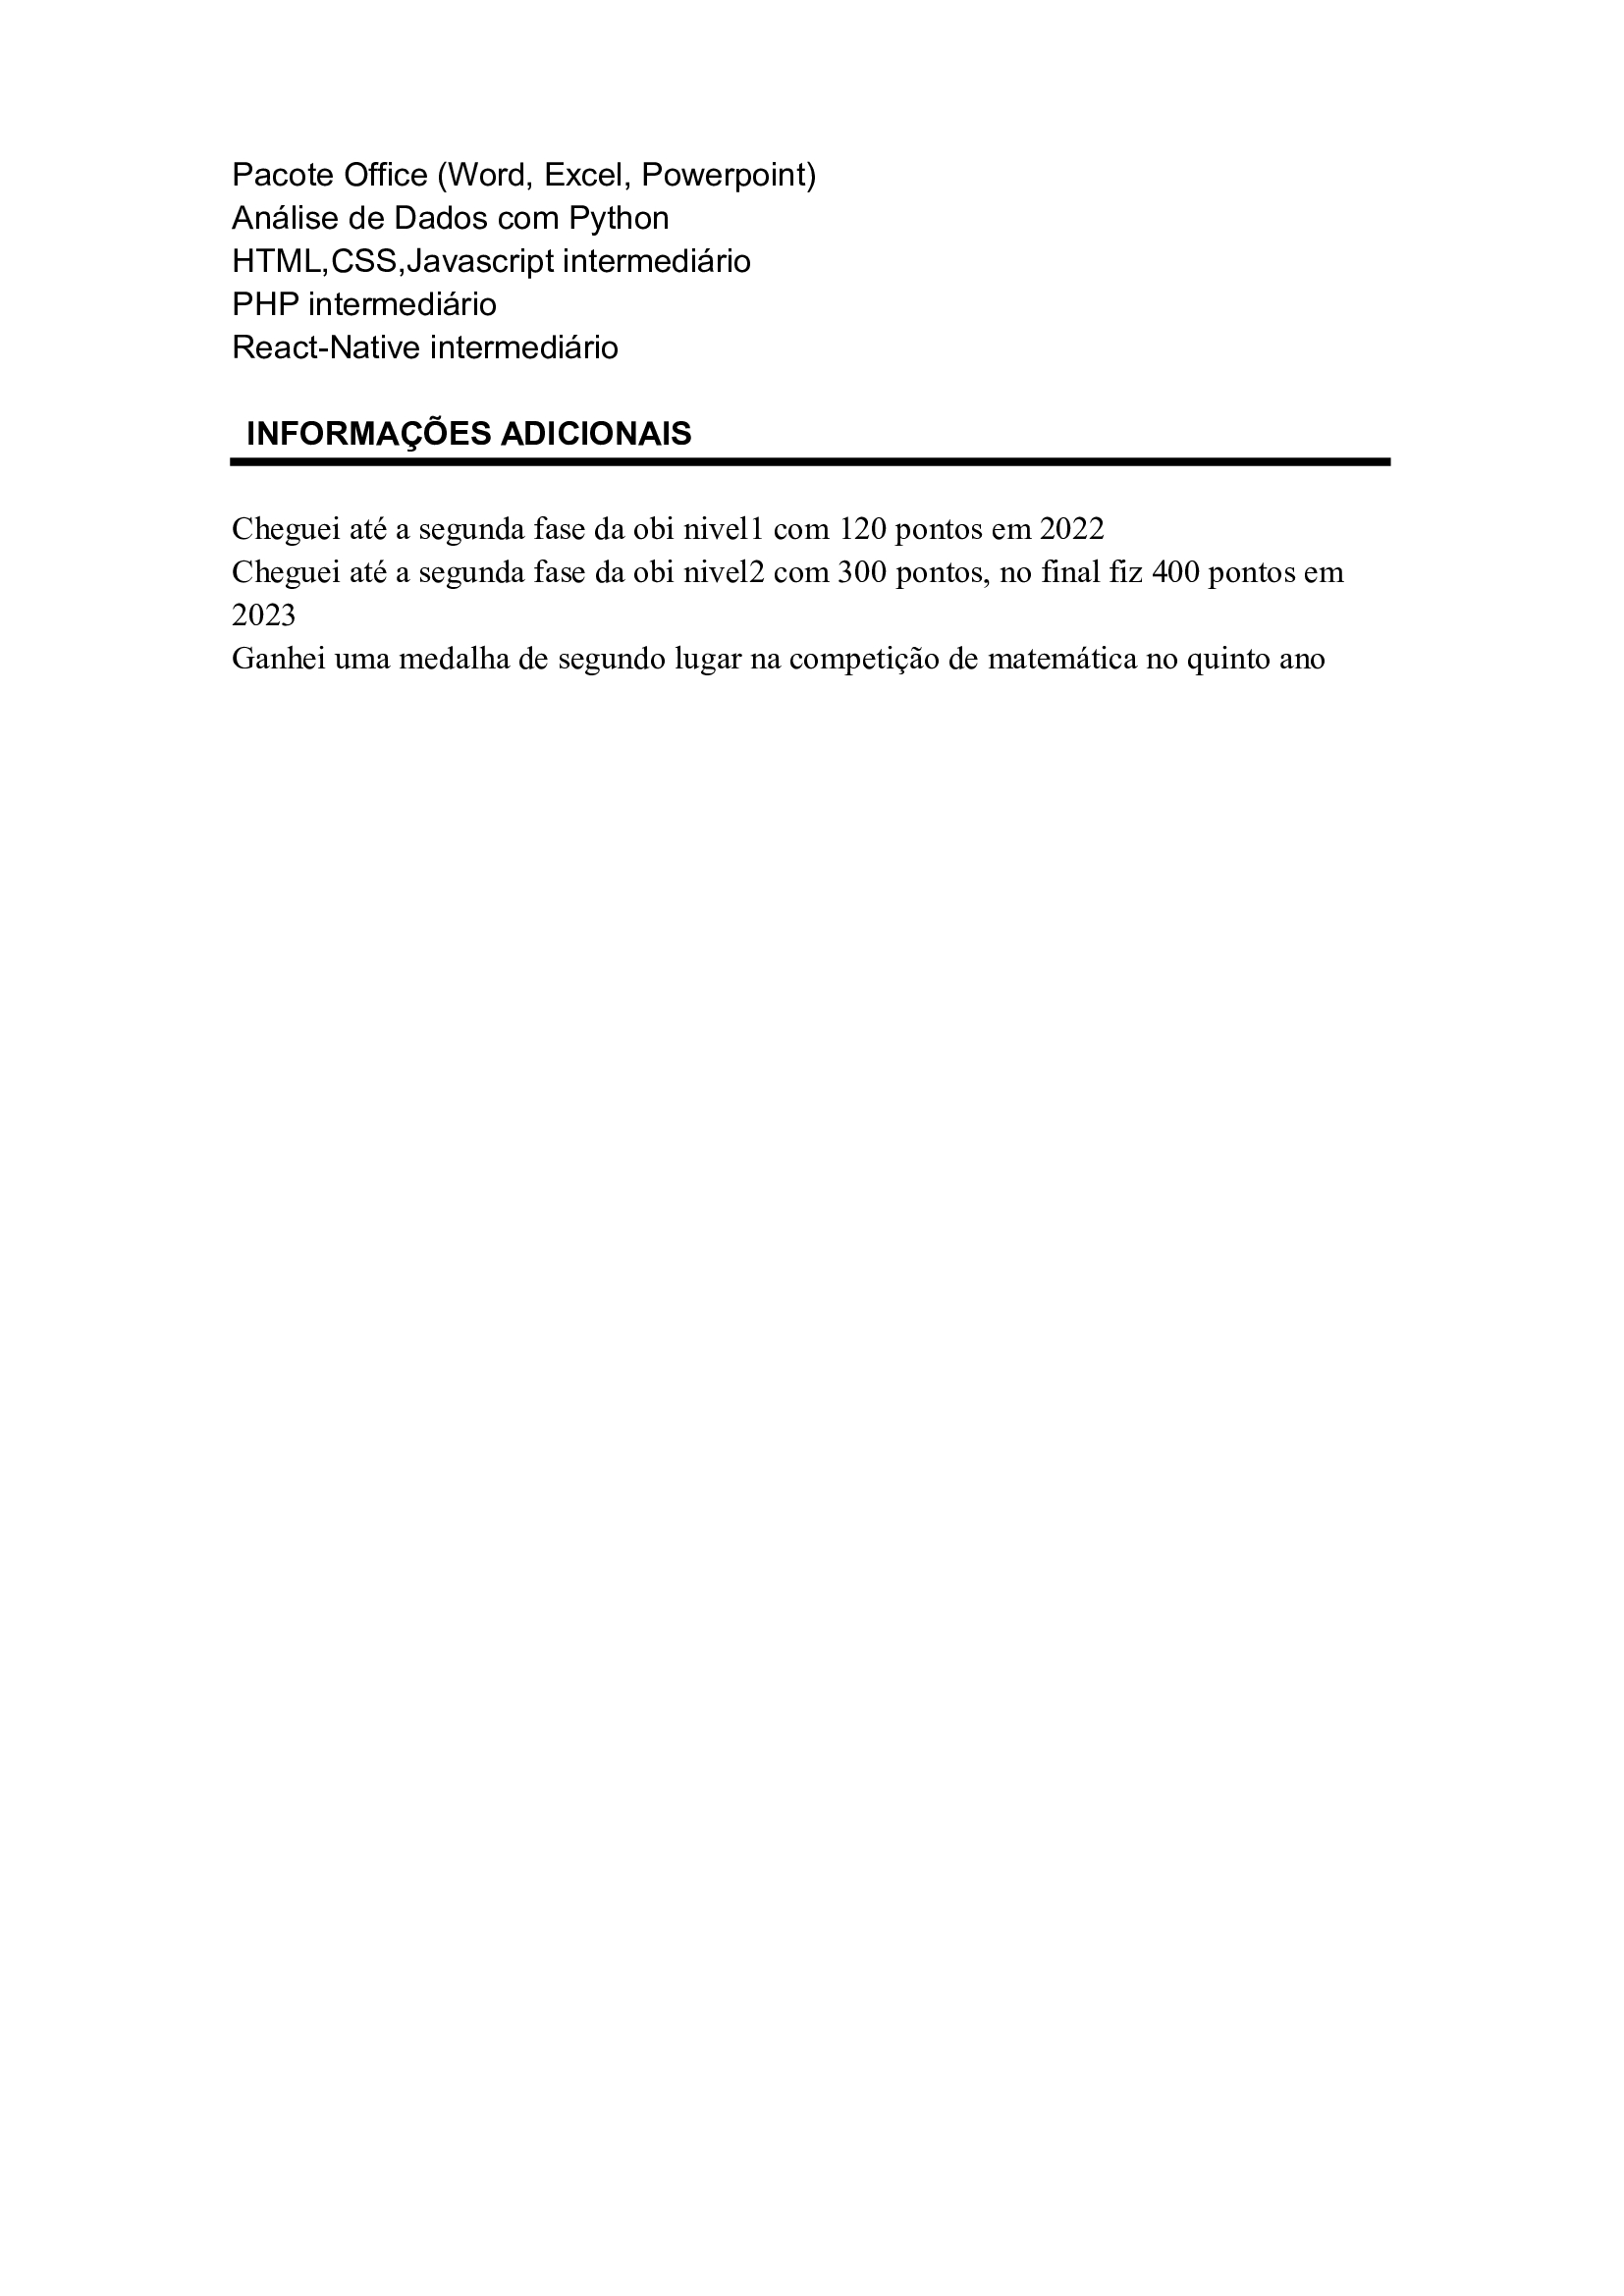 Pacote Office (Word, Excel, Powerpoint)
Análise de Dados com Python
HTML,CSS,Javascript intermediário
PHP intermediário
React-Native intermediário
INFORMAÇÕES ADICIONAIS
Cheguei até a segunda fase da obi nivel1 com 120 pontos em 2022
Cheguei até a segunda fase da obi nivel2 com 300 pontos, no final fiz 400 pontos em
2023
Ganhei uma medalha de segundo lugar na competição de matemática no quinto ano